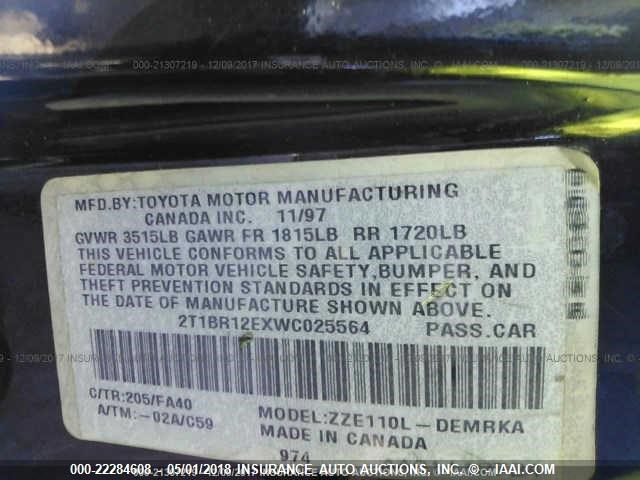 000-21307219 - 12/09/2017 INSURANCE AUTO AUCTIONS, INC. - © IAAI.COM
MFD.BY:TOYOTA MOTOR MANUFACTURING
CANADA INC. 11/97
GVWR 3515LB GAWR FR 1815LB RR 1720LB
THIS VEHICLE CONFORMS TO ALL APPLICABLE
FEDERAL MOTOR VEHICLE SAFETY,BUMPER, AND
THEFT PREVENTION STANDARDS IN EFFECT ON
THE DATE OF MANUFACTURE SHOWN ABOVE.
2T1BR12EXWC025564 PASS.CAR
C/TR:205/FA40
A/TM:-02A/C59
MODEL:ZZE110L-DEMRKA
MADE IN CANADA
974
000-22284608 - 05/01/2018 INSURANCE AUTO AUCTIONS, INC. - © IAAI.COM